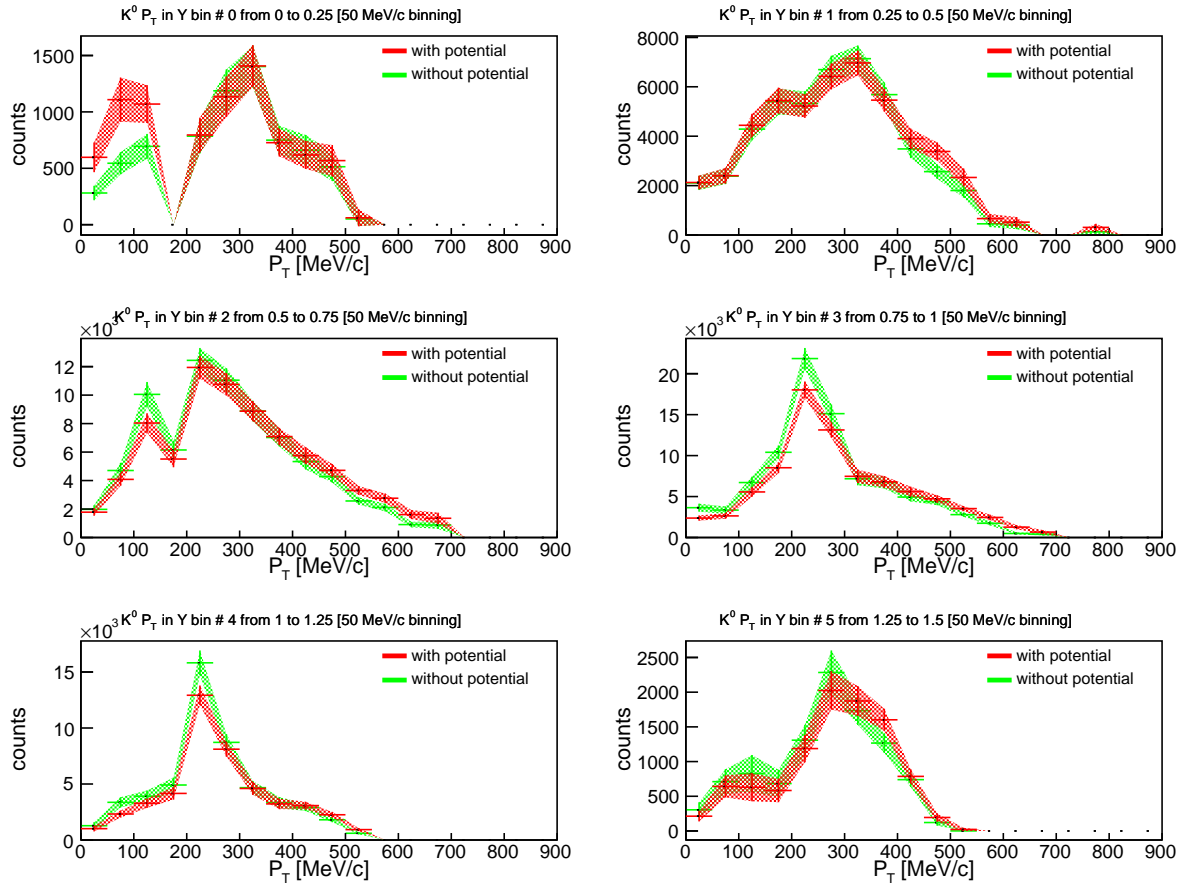 K⁰ P_T in Y bin # 0 from 0 to 0.25 [50 MeV/c binning]
1500
1000
500
0
counts
with potential
without potential
0 100 200 300 400 500 600 700 800 900
P_T [MeV/c]
K⁰ P_T in Y bin # 1 from 0.25 to 0.5 [50 MeV/c binning]
8000
6000
4000
2000
0
counts
with potential
without potential
0 100 200 300 400 500 600 700 800 900
P_T [MeV/c]
×10³
K⁰ P_T in Y bin # 2 from 0.5 to 0.75 [50 MeV/c binning]
12
10
8
6
4
2
0
counts
with potential
without potential
0 100 200 300 400 500 600 700 800 900
P_T [MeV/c]
×10³
K⁰ P_T in Y bin # 3 from 0.75 to 1 [50 MeV/c binning]
20
15
10
5
0
counts
with potential
without potential
0 100 200 300 400 500 600 700 800 900
P_T [MeV/c]
×10³
K⁰ P_T in Y bin # 4 from 1 to 1.25 [50 MeV/c binning]
15
10
5
0
counts
with potential
without potential
0 100 200 300 400 500 600 700 800 900
P_T [MeV/c]
K⁰ P_T in Y bin # 5 from 1.25 to 1.5 [50 MeV/c binning]
2500
2000
1500
1000
500
0
counts
with potential
without potential
0 100 200 300 400 500 600 700 800 900
P_T [MeV/c]